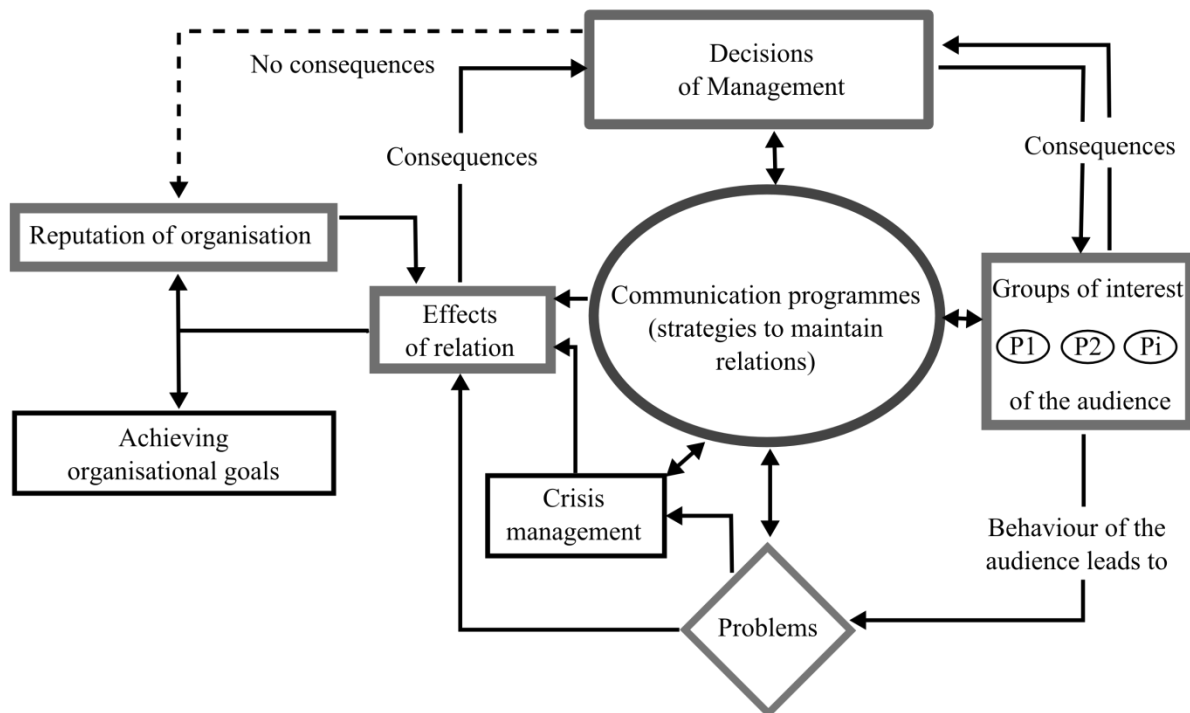 Decisions
of Management
No consequences
Consequences
Consequences
Reputation of organisation
Effects
of relation
Communication programmes
(strategies to maintain
relations)
Groups of interest
P1 P2 Pi
of the audience
Achieving
organisational goals
Crisis
management
Behaviour of the
audience leads to
Problems